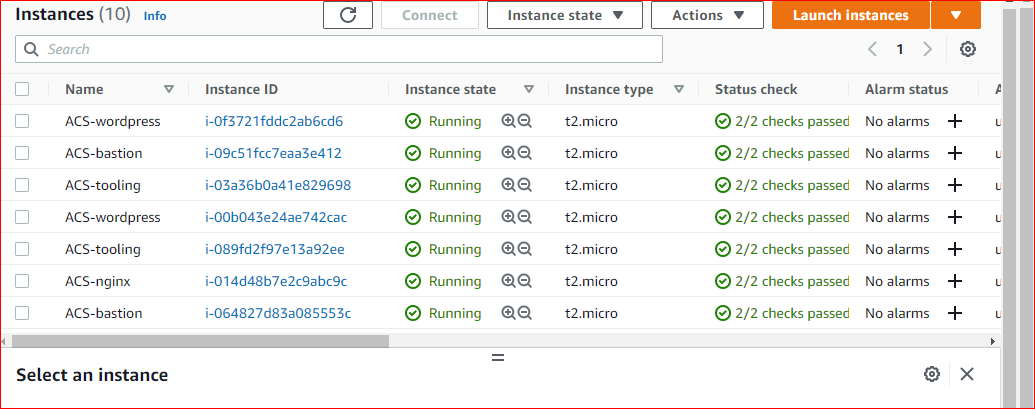 Instances (10) Info Connect Instance state Actions Launch instances
Search 1
Name Instance ID Instance state Instance type Status check Alarm status A
ACS-wordpress i-0f3721fddc2ab6cd6 Running t2.micro 2/2 checks passed No alarms u
ACS-bastion i-09c51fcc7eaa3e412 Running t2.micro 2/2 checks passed No alarms u
ACS-tooling i-03a36b0a41e829698 Running t2.micro 2/2 checks passed No alarms u
ACS-wordpress i-00b043e24ae742cac Running t2.micro 2/2 checks passed No alarms u
ACS-tooling i-089fd2f97e13a92ee Running t2.micro 2/2 checks passed No alarms u
ACS-nginx i-014d48b7e2c9abc9c Running t2.micro 2/2 checks passed No alarms u
ACS-bastion i-064827d83a085553c Running t2.micro 2/2 checks passed No alarms u
Select an instance